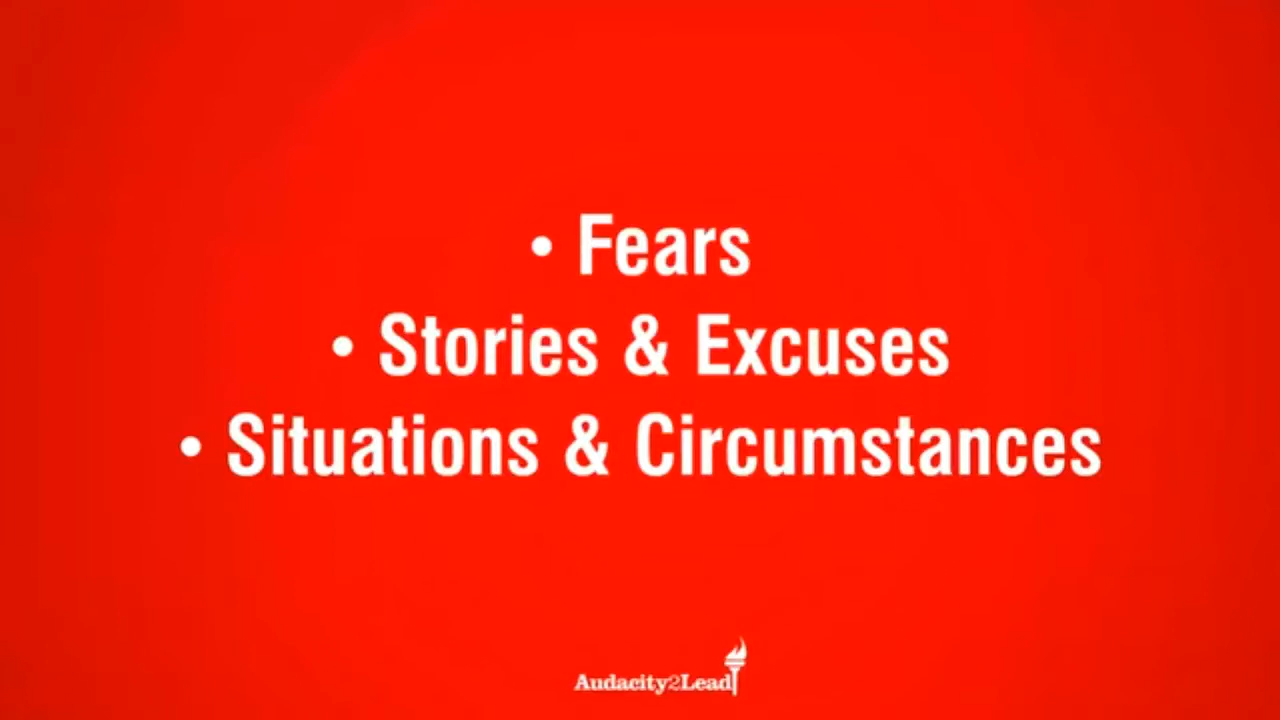 • Fears
• Stories & Excuses
• Situations & Circumstances
Audacity2Lead